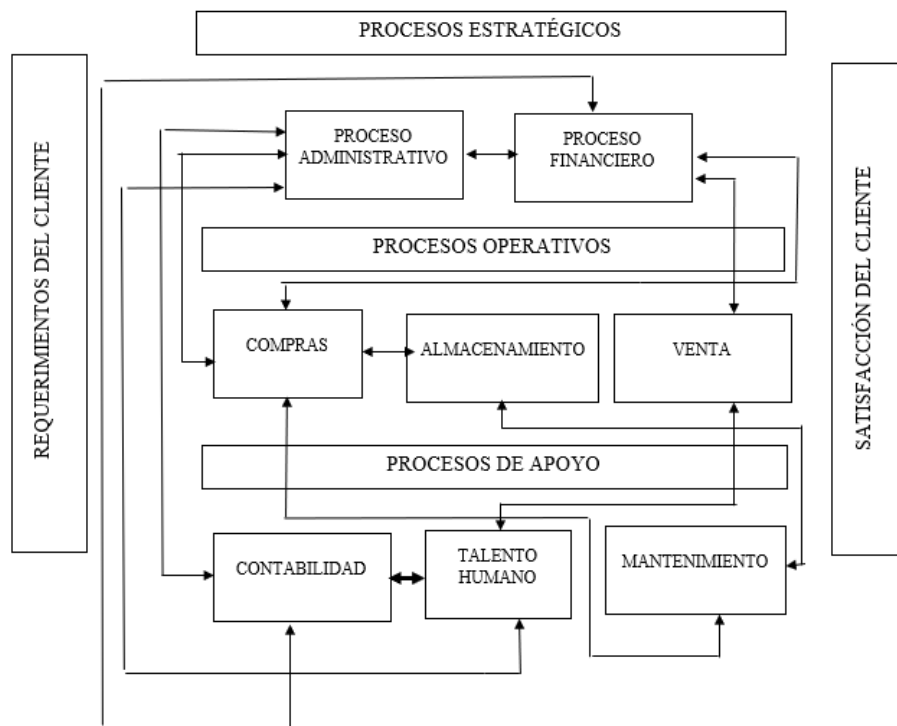 PROCESOS ESTRATÉGICOS
REQUERIMIENTOS DEL CLIENTE
SATISFACCIÓN DEL CLIENTE
PROCESO
ADMINISTRATIVO
PROCESO
FINANCIERO
PROCESOS OPERATIVOS
COMPRAS
ALMACENAMIENTO
VENTA
PROCESOS DE APOYO
CONTABILIDAD
TALENTO
HUMANO
MANTENIMIENTO